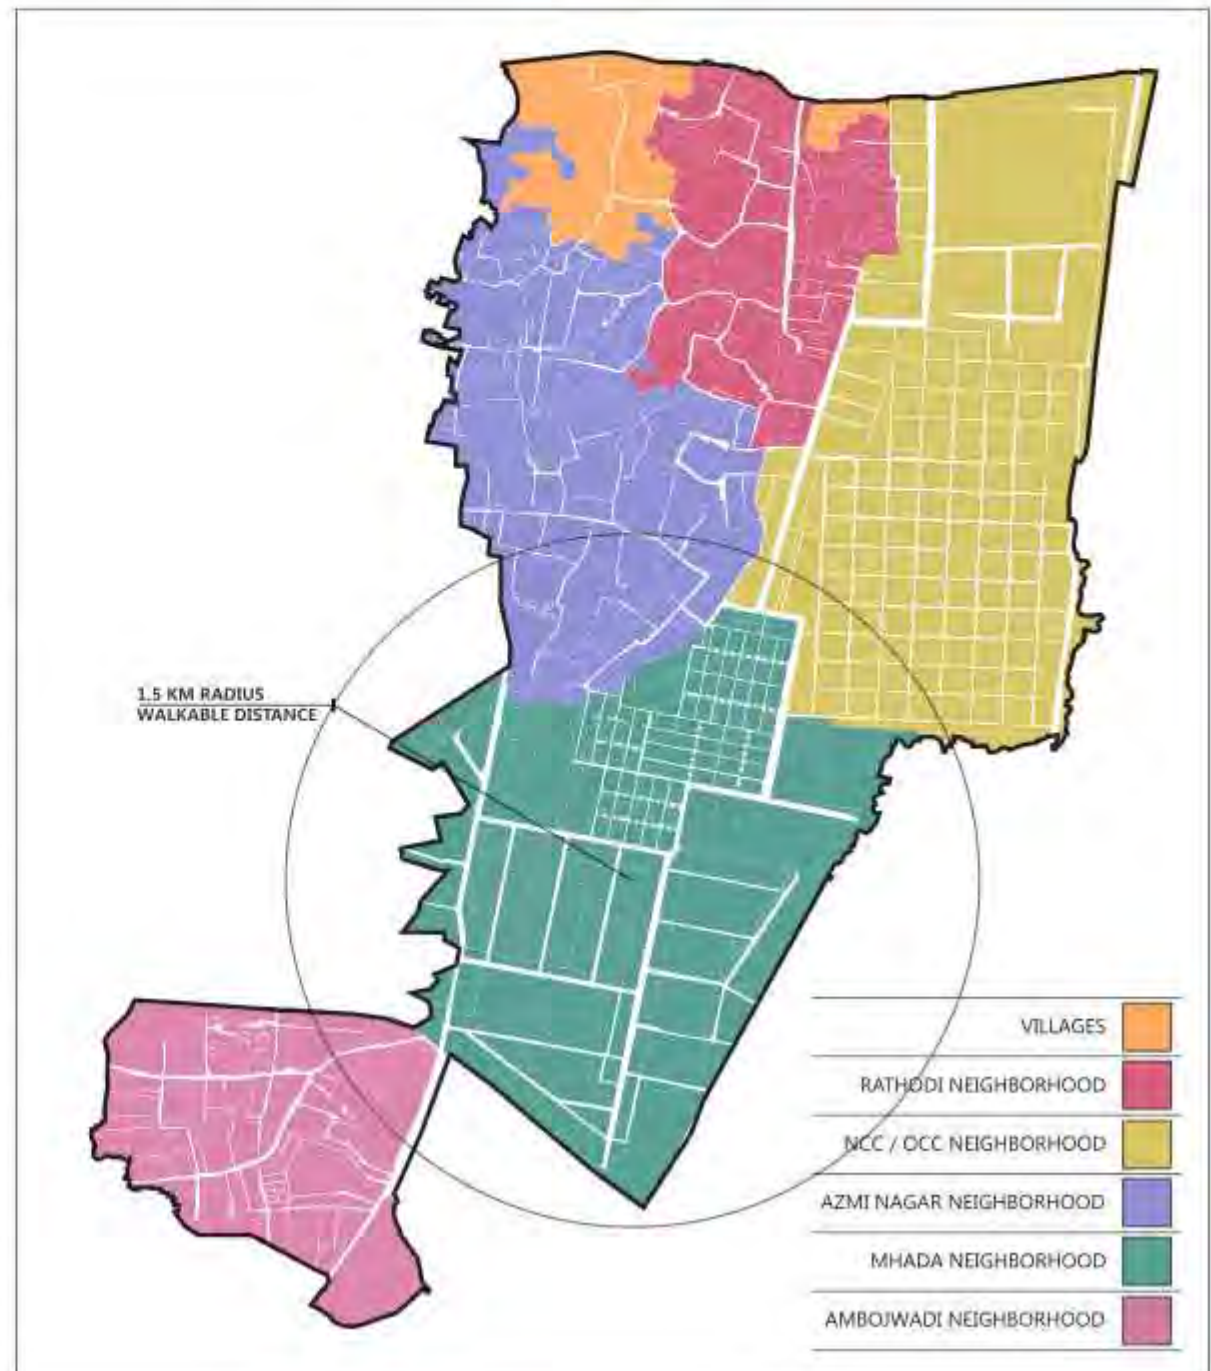 1.5 KM RADIUS
WALKABLE DISTANCE
VILLAGES
RATHODI NEIGHBORHOOD
NCC / OCC NEIGHBORHOOD
AZMI NAGAR NEIGHBORHOOD
MHADA NEIGHBORHOOD
AMBOJWADI NEIGHBORHOOD